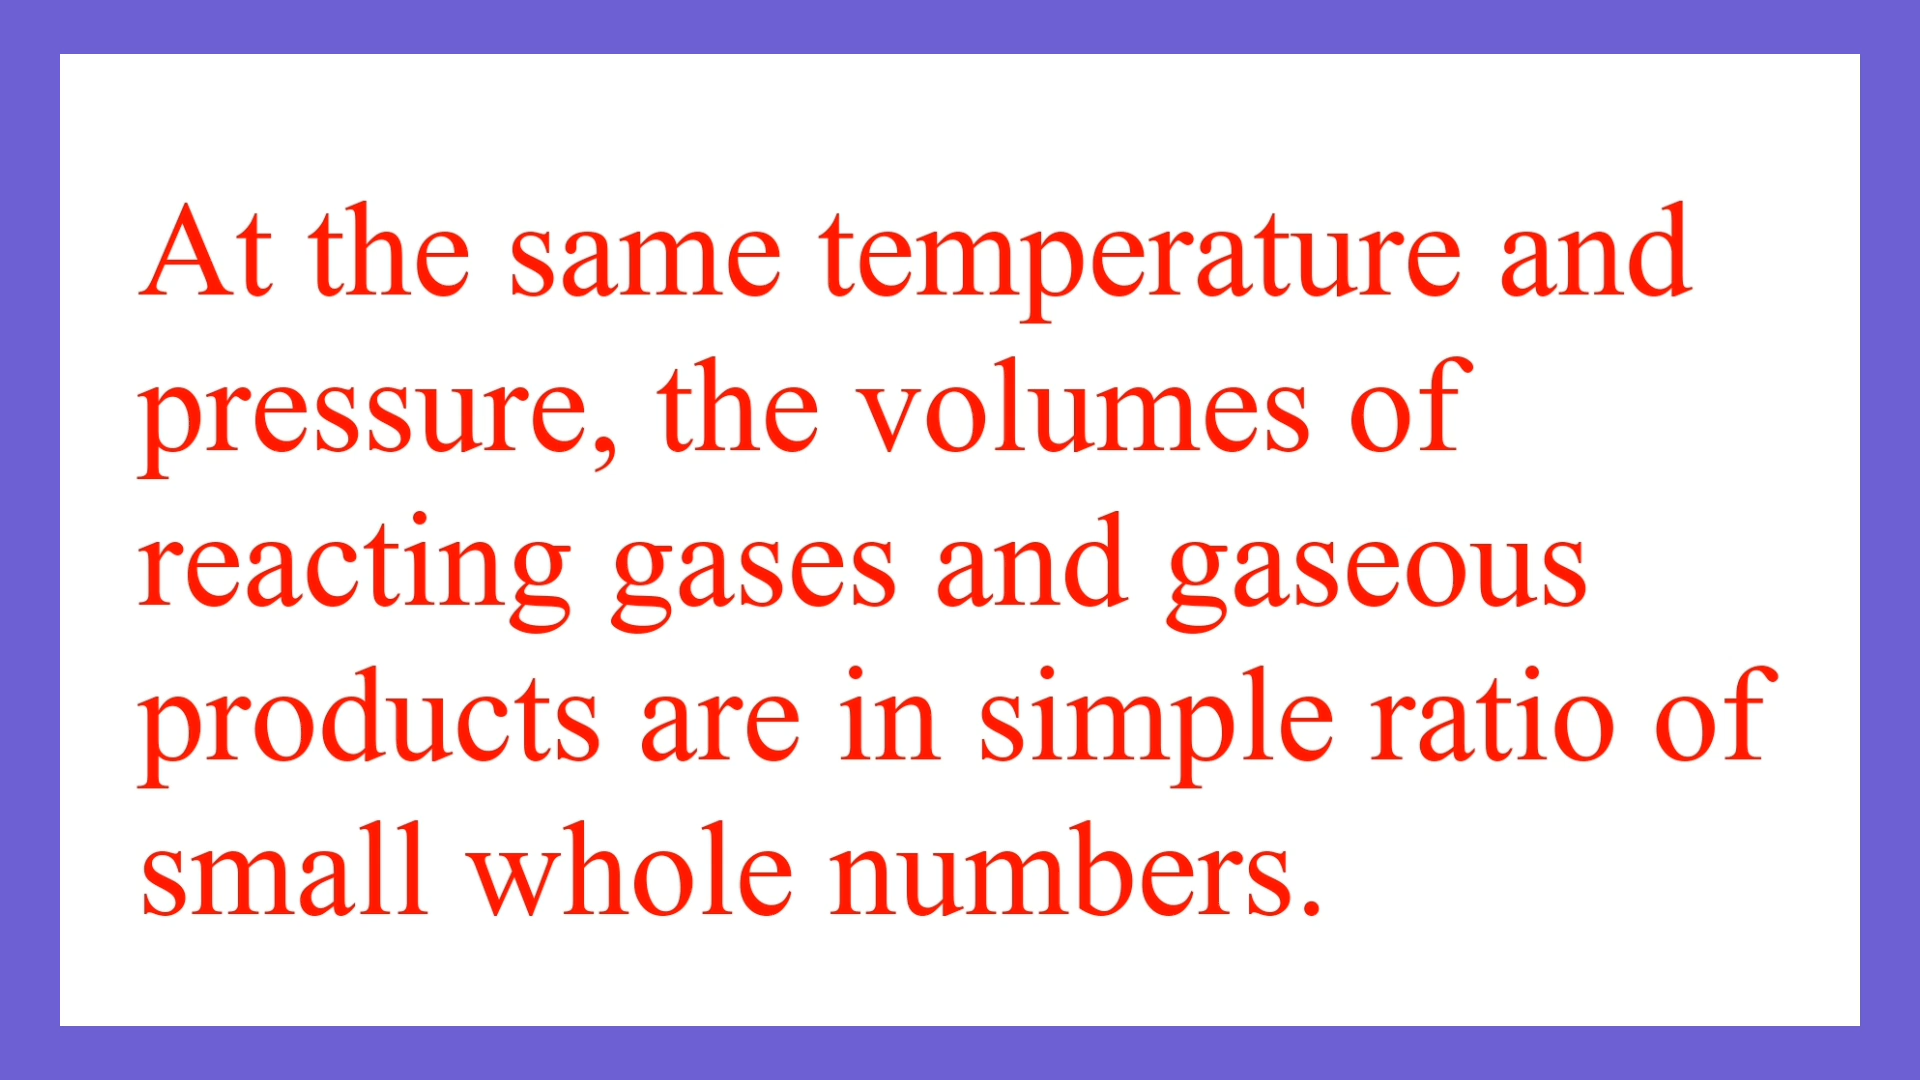 At the same temperature and
pressure, the volumes of
reacting gases and gaseous
products are in simple ratio of
small whole numbers.